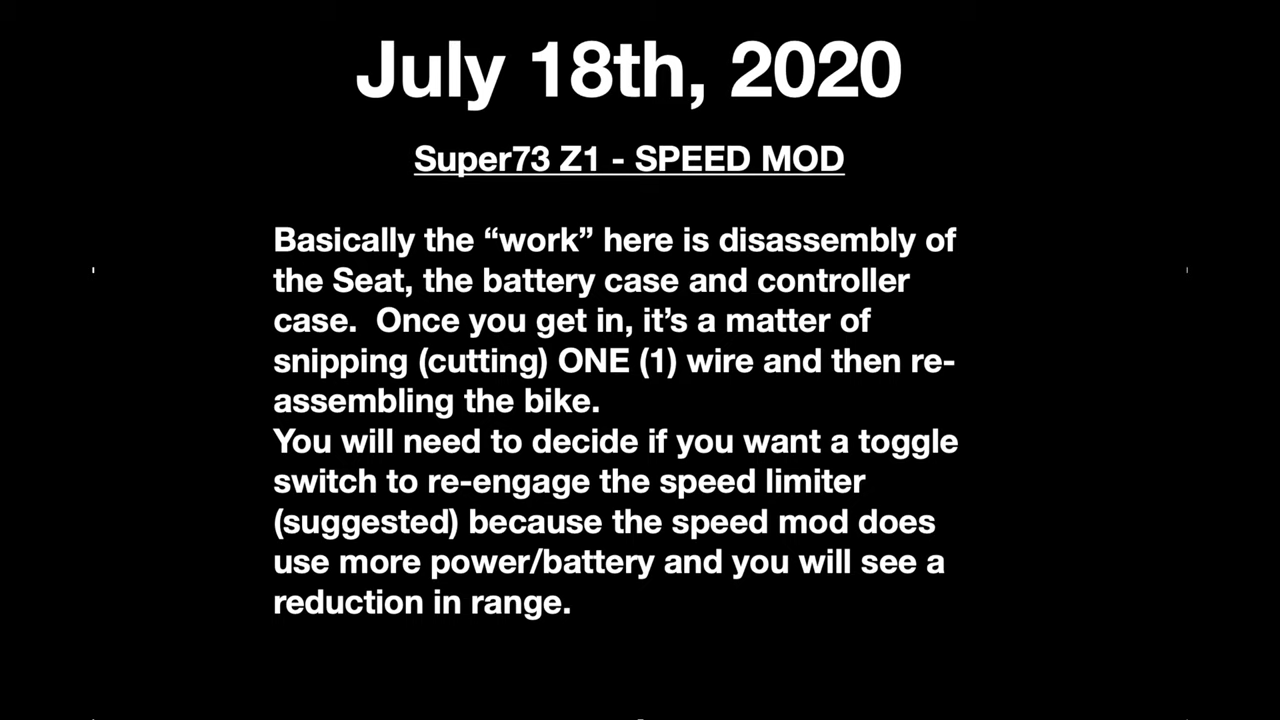 July 18th, 2020
Super73 Z1 - SPEED MOD
Basically the “work” here is disassembly of
the Seat, the battery case and controller
case.  Once you get in, it’s a matter of
snipping (cutting) ONE (1) wire and then re-
assembling the bike.
You will need to decide if you want a toggle
switch to re-engage the speed limiter
(suggested) because the speed mod does
use more power/battery and you will see a
reduction in range.